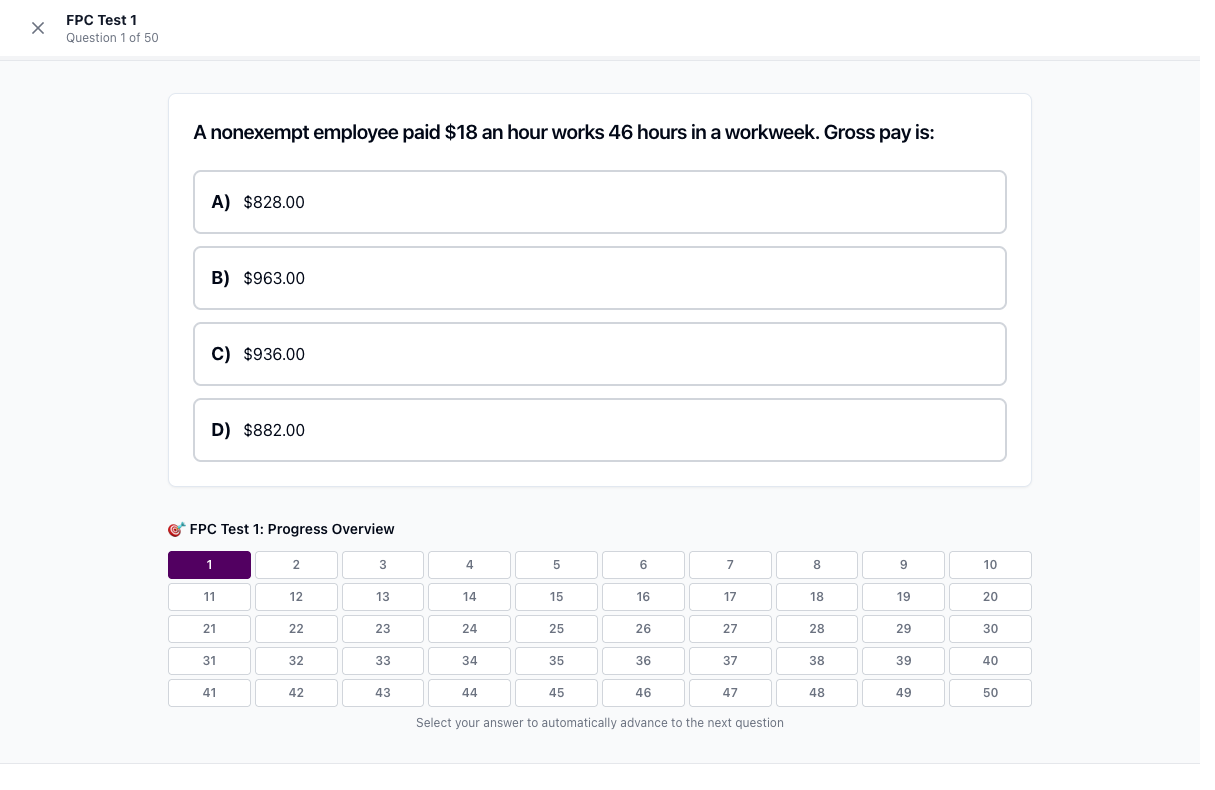 FPC Test 1
Question 1 of 50
A nonexempt employee paid $18 an hour works 46 hours in a workweek. Gross pay is:
A) $828.00
B) $963.00
C) $936.00
D) $882.00
🎯 FPC Test 1: Progress Overview
1 2 3 4 5 6 7 8 9 10
11 12 13 14 15 16 17 18 19 20
21 22 23 24 25 26 27 28 29 30
31 32 33 34 35 36 37 38 39 40
41 42 43 44 45 46 47 48 49 50
Select your answer to automatically advance to the next question